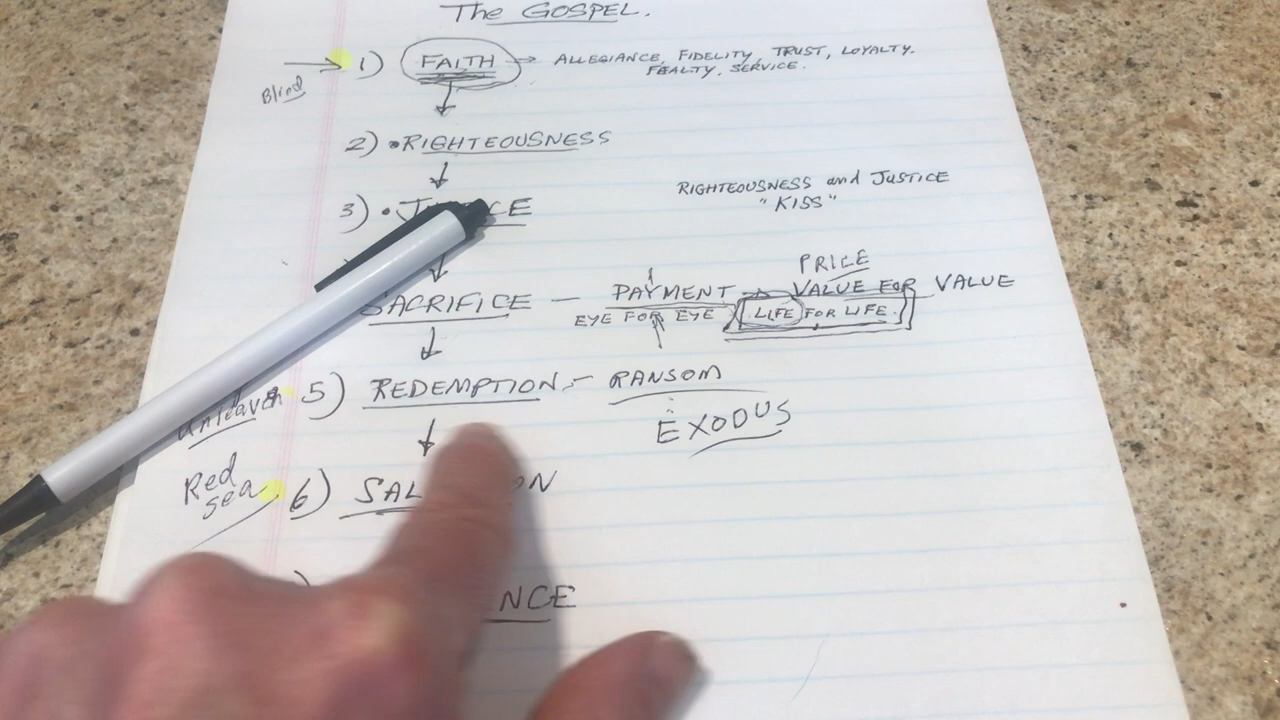 The GOSPEL.
1) FAITH → ALLEGIANCE, FIDELITY, TRUST, LOYALTY.
FEALTY, SERVICE.
Blind
2) •RIGHTEOUSNESS
RIGHTEOUSNESS and JUSTICE
"KISS"
3) •
PRICE
SACRIFICE — PAYMENT → VALUE FOR VALUE
EYE FOR EYE LIFE FOR LIFE.
5) REDEMPTION - RANSOM
EXODUS
Red
sea
6)